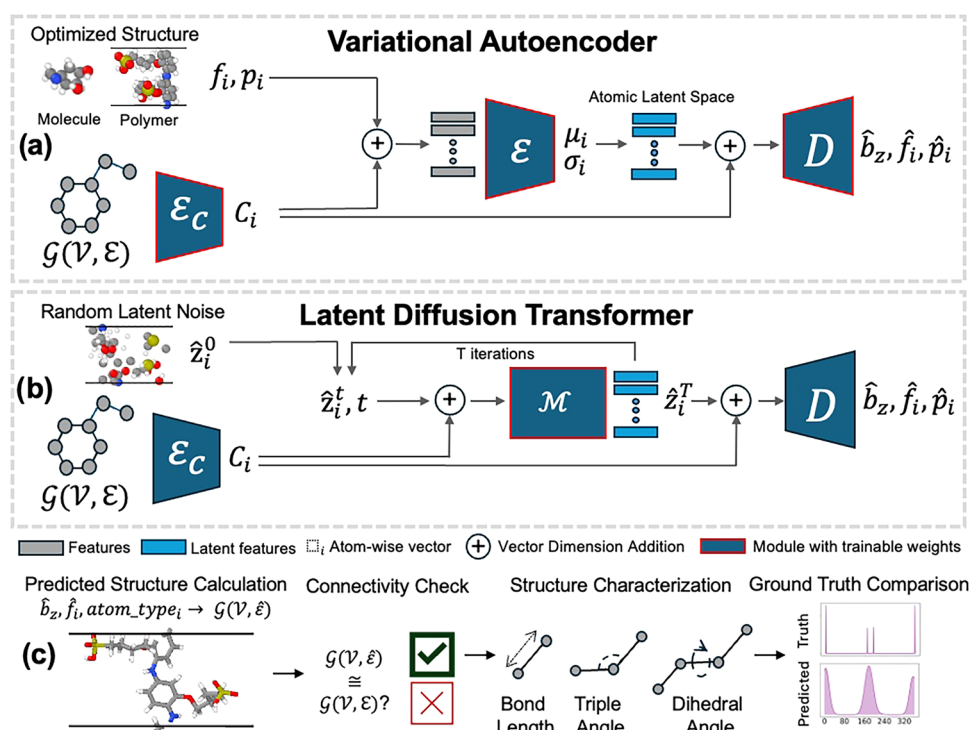 Variational Autoencoder
Optimized Structure
Molecule
Polymer
(a)
f_i, p_i
𝒢(𝒱, ℰ)
ℰ_C
C_i
ℰ
μ_i
σ_i
Atomic Latent Space
D
b̂_z, f̂_i, p̂_i
Latent Diffusion Transformer
Random Latent Noise
ẑ_i^0
(b)
T iterations
ẑ_i^t, t
ℳ
ẑ_i^T
D
b̂_z, f̂_i, p̂_i
𝒢(𝒱, ℰ)
ℰ_C
C_i
Features
Latent features
i Atom-wise vector
+ Vector Dimension Addition
Module with trainable weights
Predicted Structure Calculation
b̂_z, f̂_i, atom_type_i → 𝒢(𝒱, ε̂)
(c)
Connectivity Check
𝒢(𝒱, ε̂)
≅
𝒢(𝒱, ℰ)?
Structure Characterization
Bond
Length
Triple
Angle
Dihedral
Angle
Ground Truth Comparison
Truth
Predicted
0 80 160 240 320